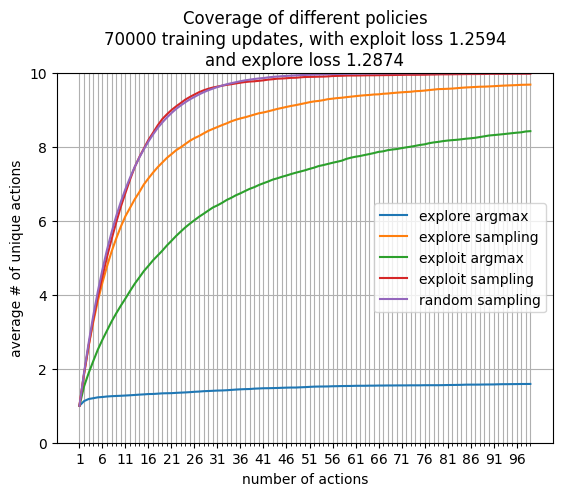 Coverage of different policies
70000 training updates, with exploit loss 1.2594
and explore loss 1.2874
10
8
6
4
2
0
average # of unique actions
explore argmax
explore sampling
exploit argmax
exploit sampling
random sampling
1 6 11 16 21 26 31 36 41 46 51 56 61 66 71 76 81 86 91 96
number of actions